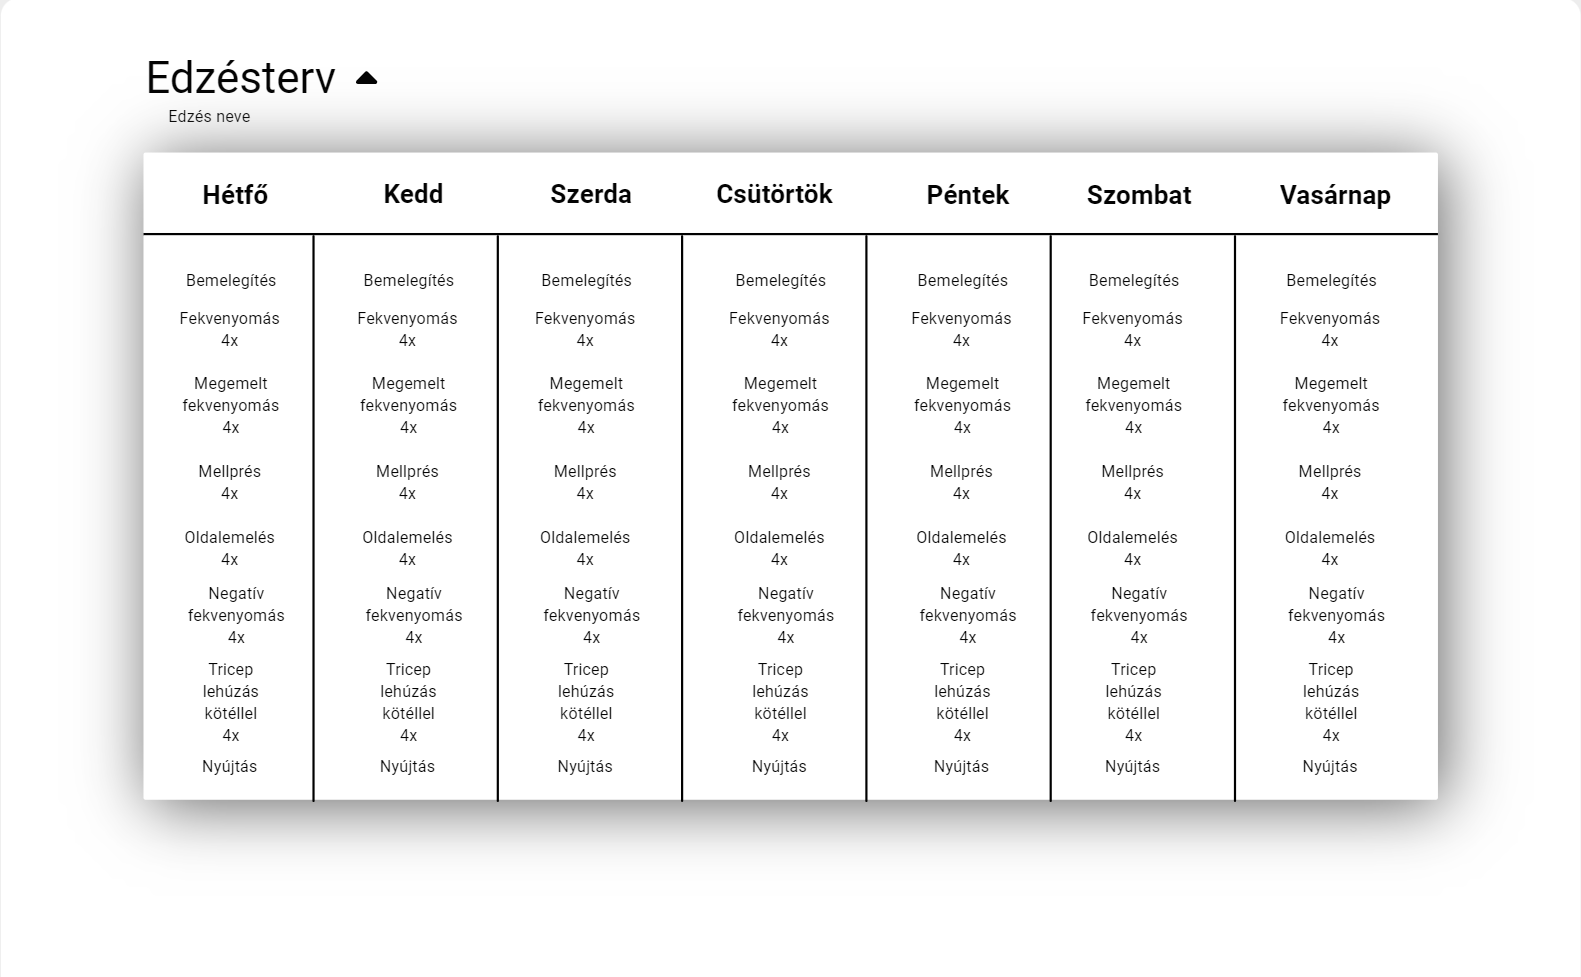 Edzésterv
Edzés neve
Hétfő Kedd Szerda Csütörtök Péntek Szombat Vasárnap
Bemelegítés Bemelegítés Bemelegítés Bemelegítés Bemelegítés Bemelegítés Bemelegítés
Fekvenyomás Fekvenyomás Fekvenyomás Fekvenyomás Fekvenyomás Fekvenyomás Fekvenyomás
4x 4x 4x 4x 4x 4x 4x
Megemelt Megemelt Megemelt Megemelt Megemelt Megemelt Megemelt
fekvenyomás fekvenyomás fekvenyomás fekvenyomás fekvenyomás fekvenyomás fekvenyomás
4x 4x 4x 4x 4x 4x 4x
Mellprés Mellprés Mellprés Mellprés Mellprés Mellprés Mellprés
4x 4x 4x 4x 4x 4x 4x
Oldalemelés Oldalemelés Oldalemelés Oldalemelés Oldalemelés Oldalemelés Oldalemelés
4x 4x 4x 4x 4x 4x 4x
Negatív Negatív Negatív Negatív Negatív Negatív Negatív
fekvenyomás fekvenyomás fekvenyomás fekvenyomás fekvenyomás fekvenyomás fekvenyomás
4x 4x 4x 4x 4x 4x 4x
Tricep Tricep Tricep Tricep Tricep Tricep Tricep
lehúzás lehúzás lehúzás lehúzás lehúzás lehúzás lehúzás
kötéllel kötéllel kötéllel kötéllel kötéllel kötéllel kötéllel
4x 4x 4x 4x 4x 4x 4x
Nyújtás Nyújtás Nyújtás Nyújtás Nyújtás Nyújtás Nyújtás